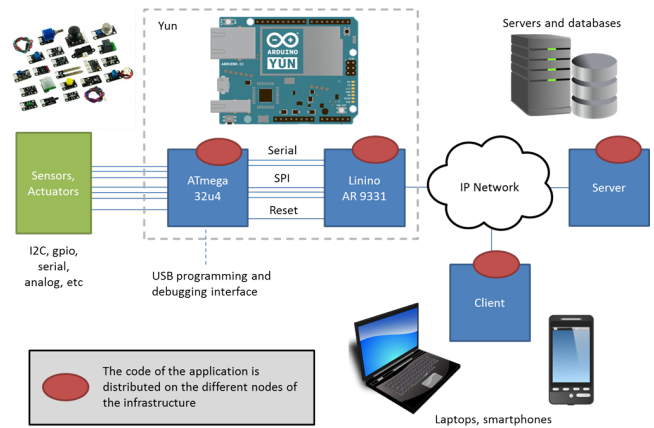 Yun
Servers and databases
ARDUINO
YUN
Sensors,
Actuators
ATmega
32u4
Serial
SPI
Reset
Linino
AR 9331
IP Network
Server
I2C, gpio,
serial,
analog, etc
USB programming and
debugging interface
Client
The code of the application is
distributed on the different nodes of
the infrastructure
Laptops, smartphones